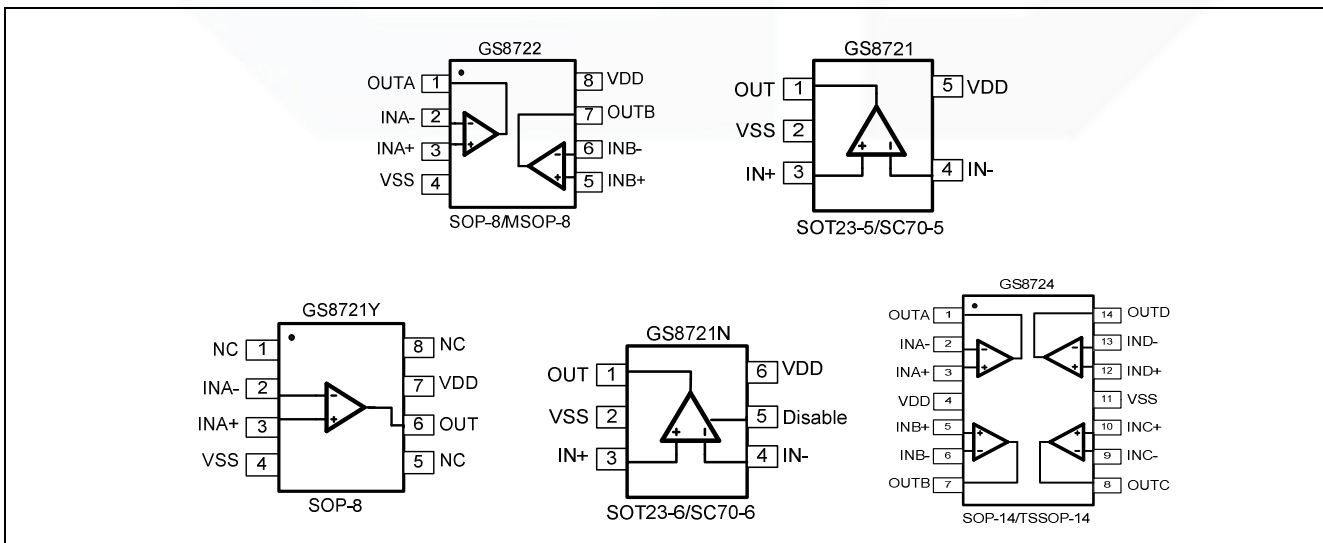 GS8722
OUTA 1 8 VDD
INA- 2 7 OUTB
INA+ 3 6 INB-
VSS 4 5 INB+
- + - +
SOP-8/MSOP-8
GS8721
OUT 1 5 VDD
VSS 2
IN+ 3 4 IN-
+ -
SOT23-5/SC70-5
GS8721Y
NC 1 8 NC
INA- 2 7 VDD
INA+ 3 6 OUT
VSS 4 5 NC
- +
SOP-8
GS8721N
OUT 1 6 VDD
VSS 2 5 Disable
IN+ 3 4 IN-
+ -
SOT23-6/SC70-6
GS8724
OUTA 1 14 OUTD
INA- 2 13 IND-
INA+ 3 12 IND+
VDD 4 11 VSS
INB+ 5 10 INC+
INB- 6 9 INC-
OUTB 7 8 OUTC
SOP-14/TSSOP-14